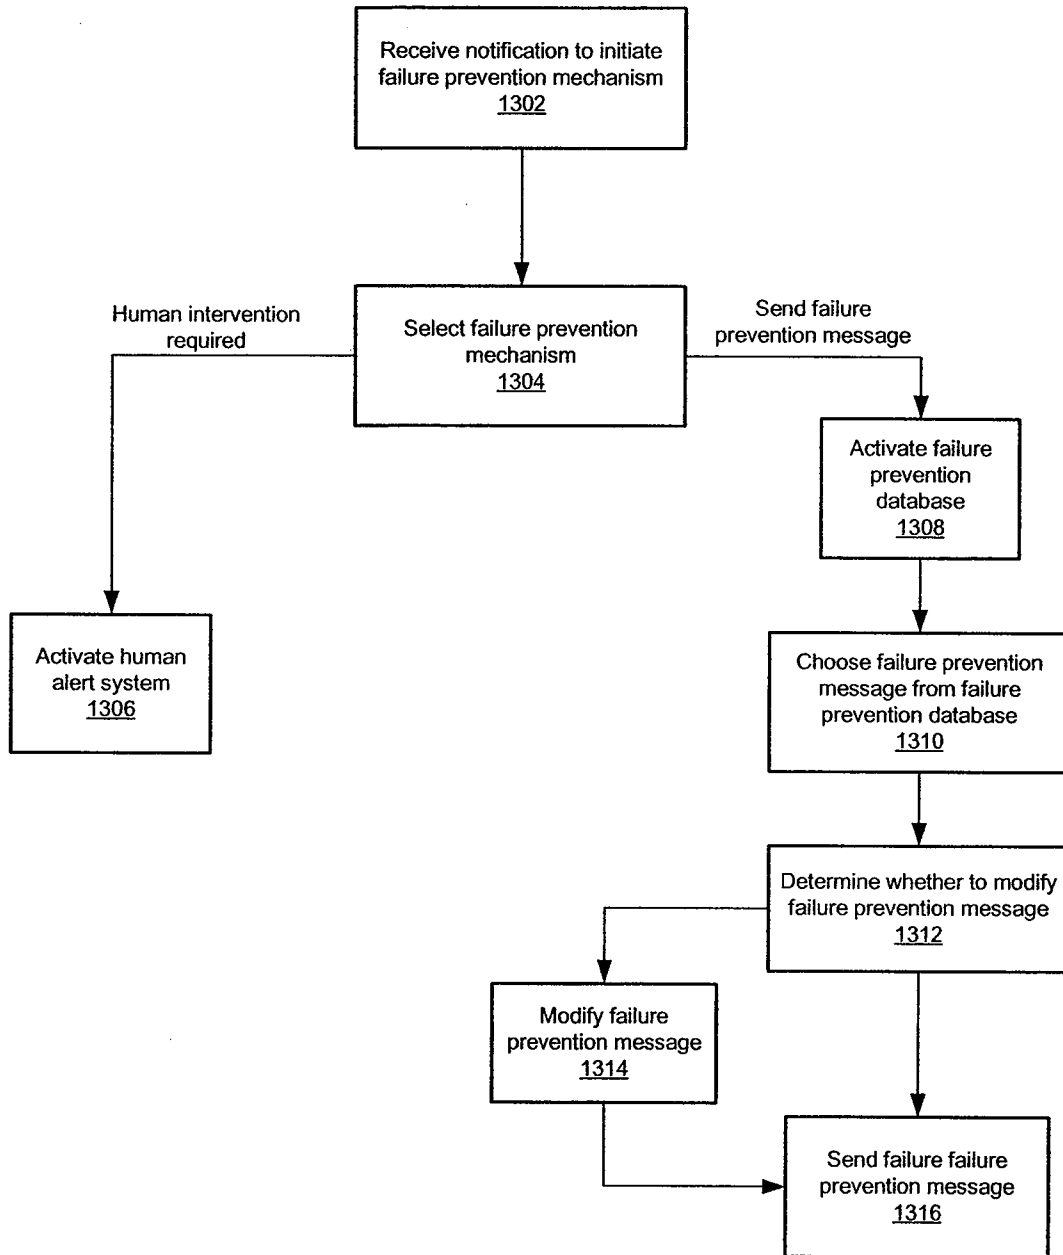 Receive notification to initiate
failure prevention mechanism
1302
Human intervention
required
Select failure prevention
mechanism
1304
Send failure
prevention message
Activate failure
prevention
database
1308
Activate human
alert system
1306
Choose failure prevention
message from failure
prevention database
1310
Determine whether to modify
failure prevention message
1312
Modify failure
prevention message
1314
Send failure failure
prevention message
1316